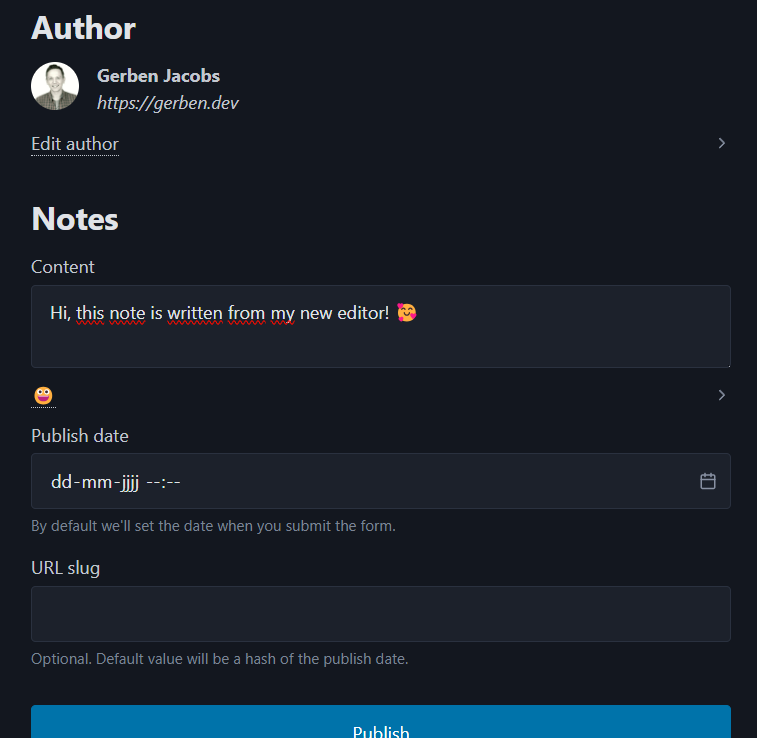 Author
Gerben Jacobs
https://gerben.dev
Edit author
Notes
Content
Hi, this note is written from my new editor! 🥰
😀
Publish date
dd-mm-jjjj --:--
By default we'll set the date when you submit the form.
URL slug
Optional. Default value will be a hash of the publish date.
Publish